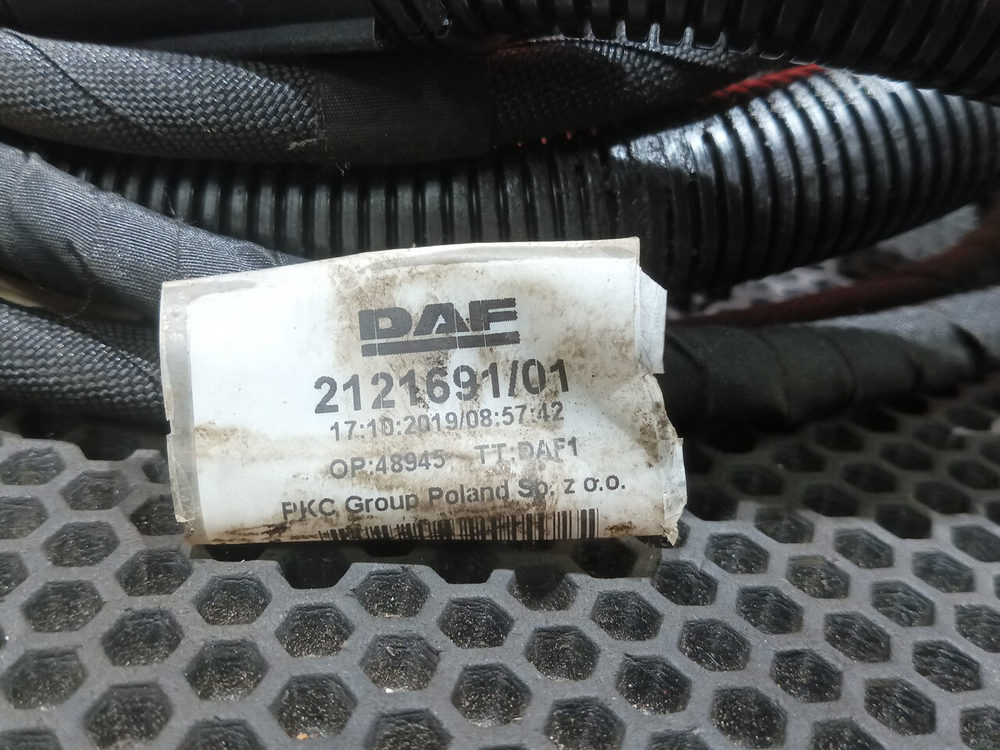 DAF
2121691/01
17:10:2019/08:57:42
OP:48945 TT:DAF1
PKC Group Poland Sp. z o.o.